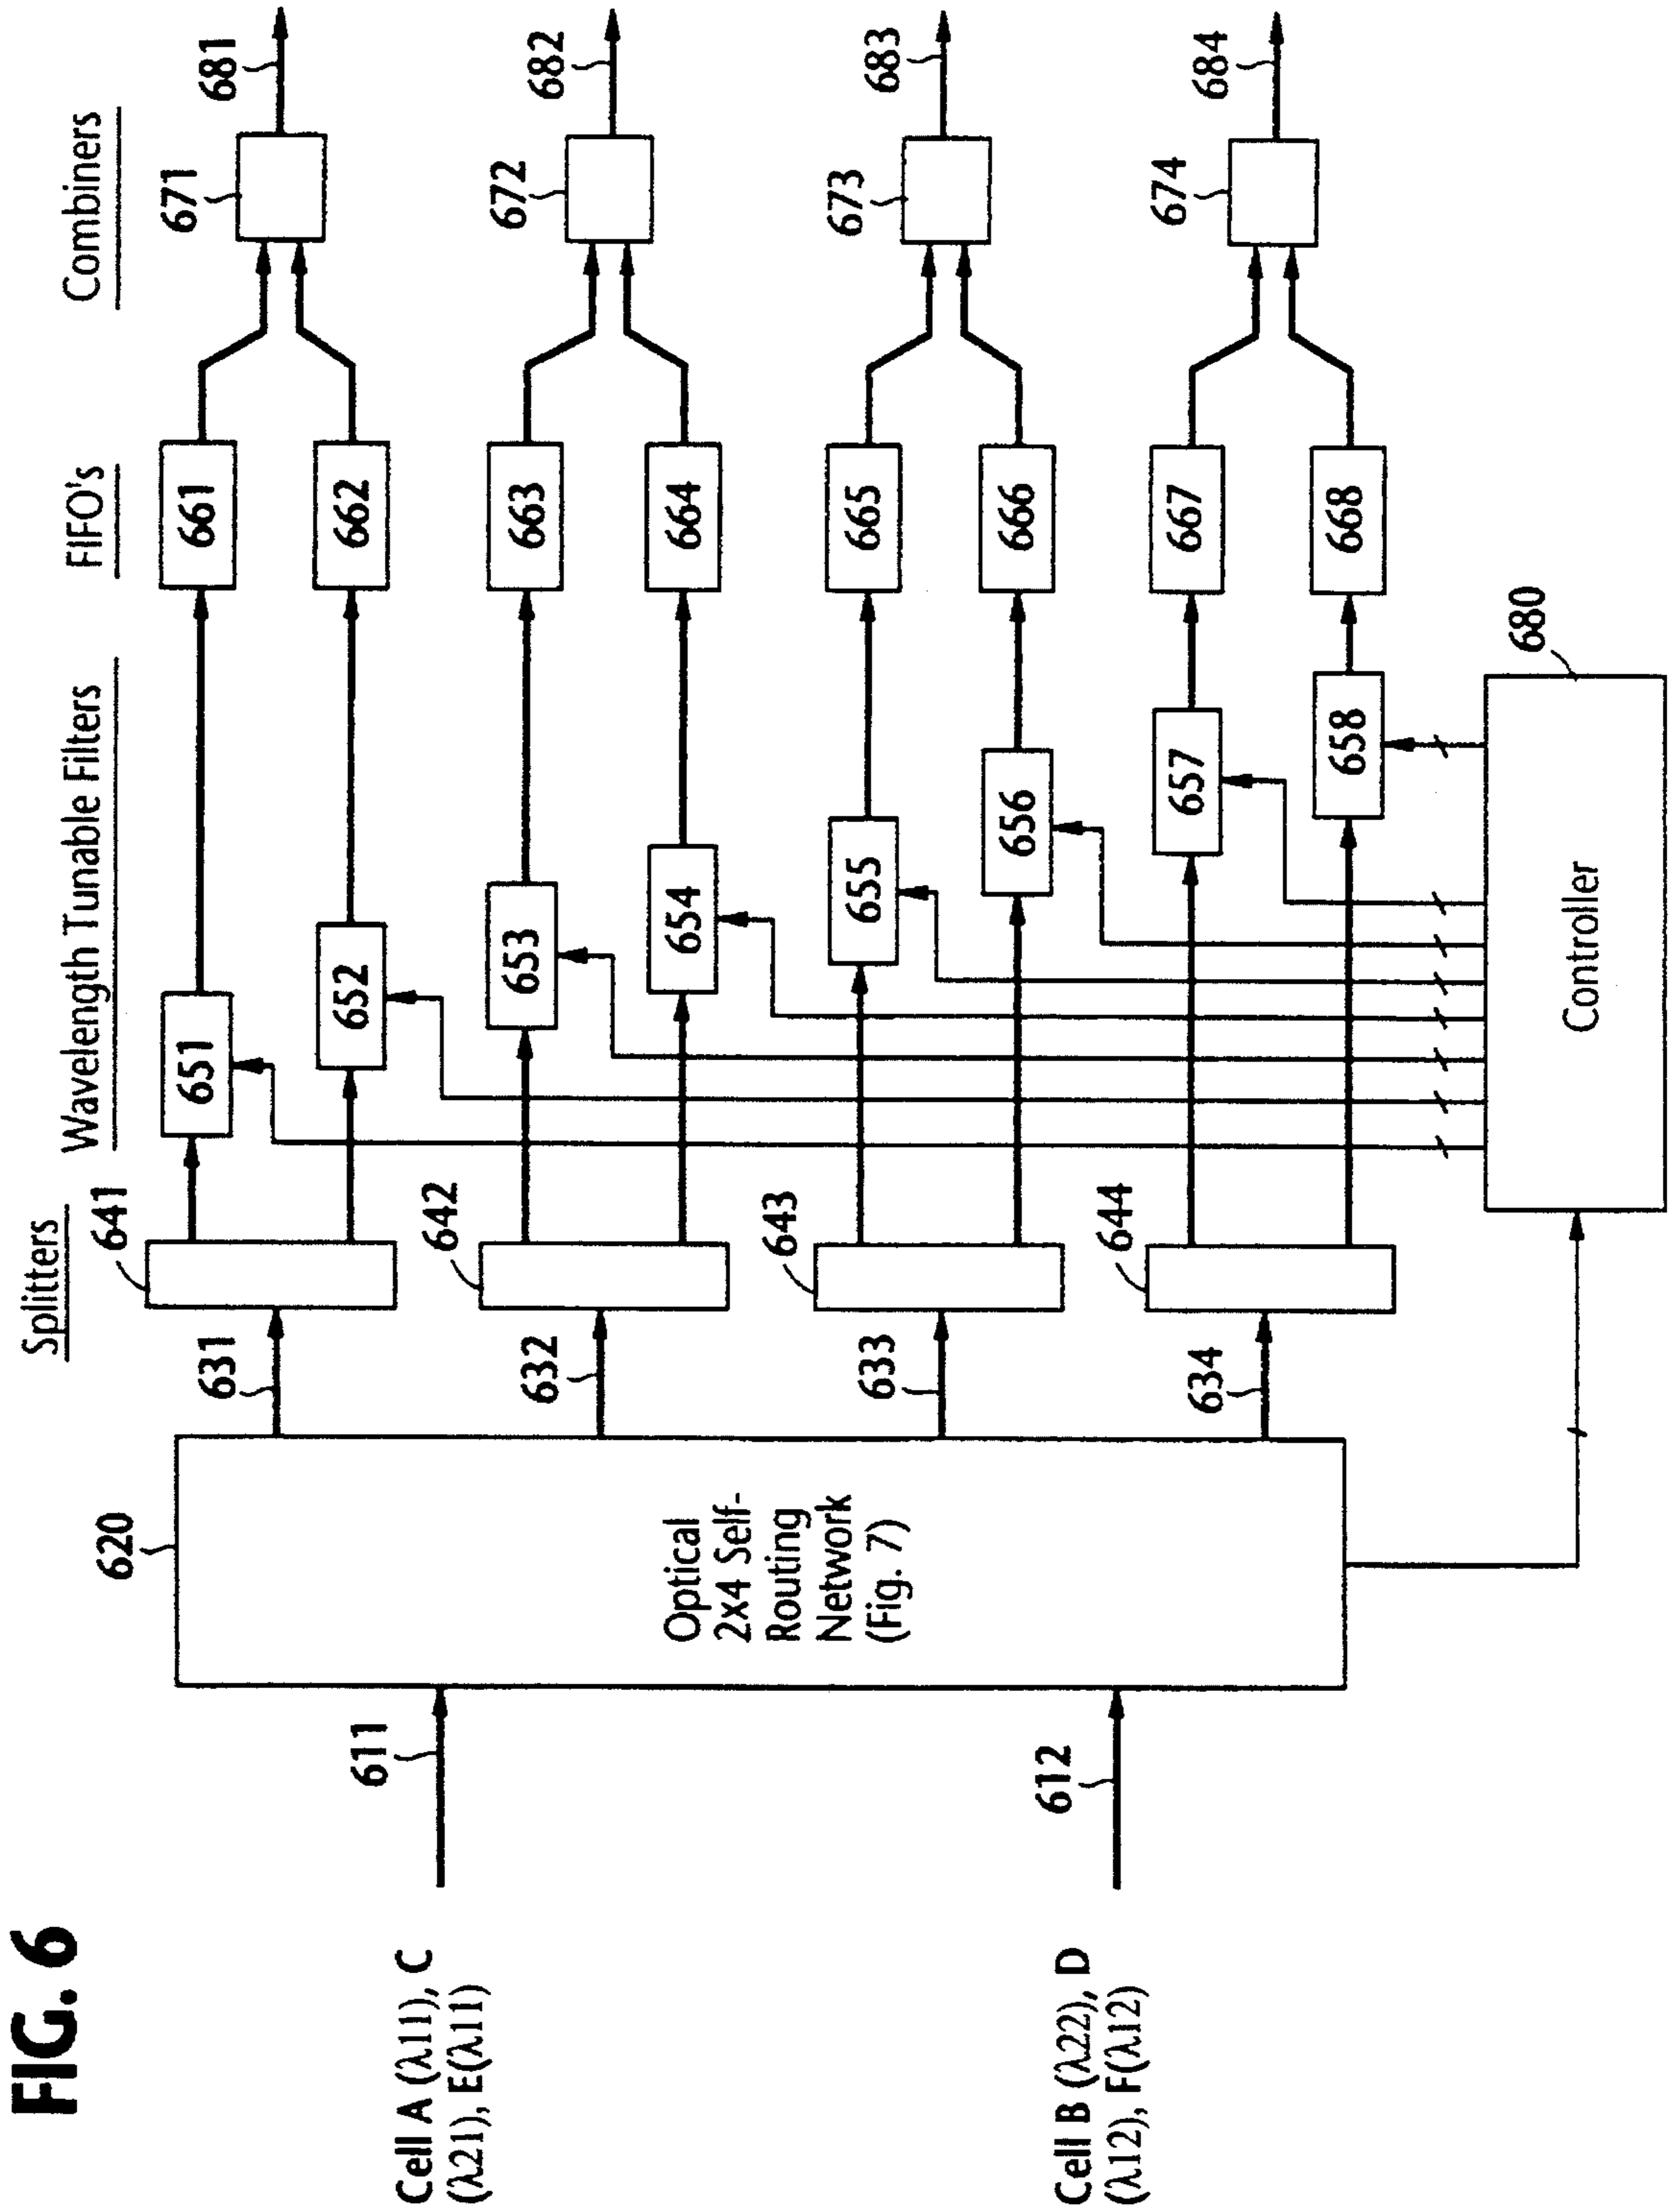 FIG. 6
Splitters
Wavelength Tunable Filters
FIFO's
Combiners
Cell A (λ11), C
(λ21), E(λ11)
Cell B (λ22), D
(λ12), F(λ12)
611
612
620
Optical
2x4 Self-
Routing
Network
(Fig. 7)
631
632
633
634
641
642
643
644
651
652
653
654
655
656
657
658
661
662
663
664
665
666
667
668
671
672
673
674
681
682
683
684
680
Controller